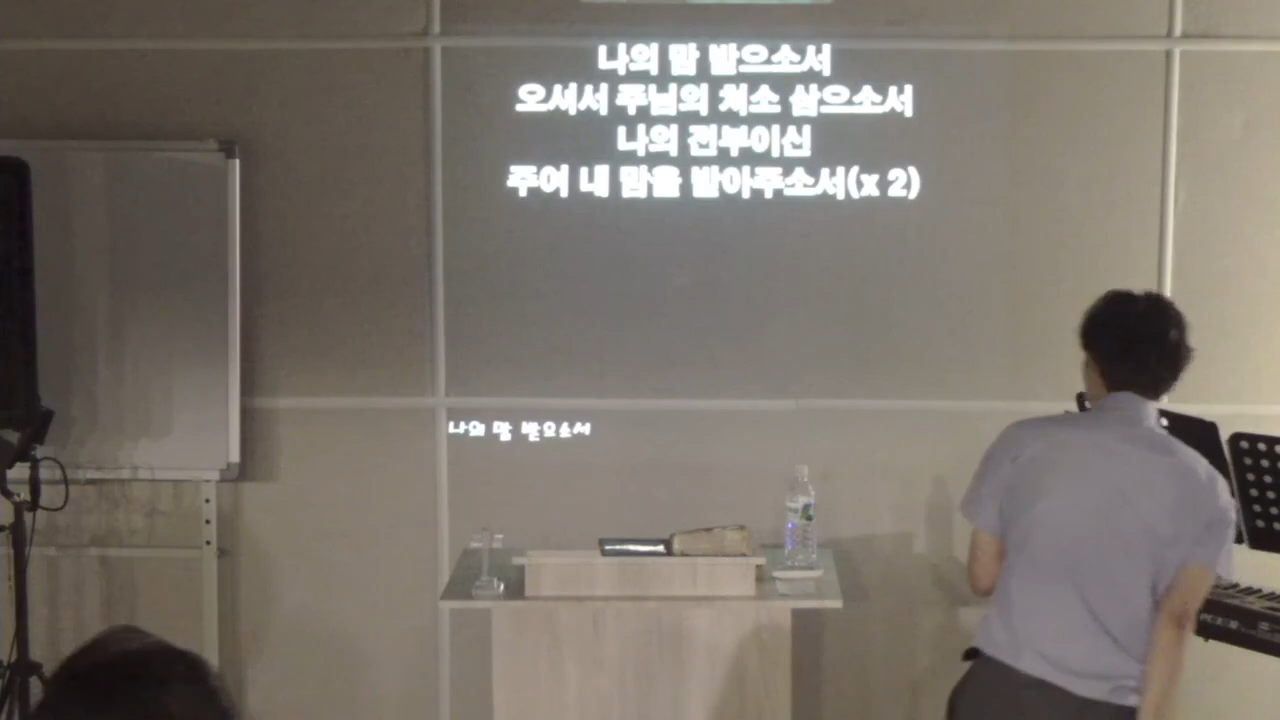 나의 맘 받으소서
오셔서 주님의 처소 삼으소서
나의 전부이신
주여 내 맘을 받아주소서(x 2)
나의 맘 받으소서